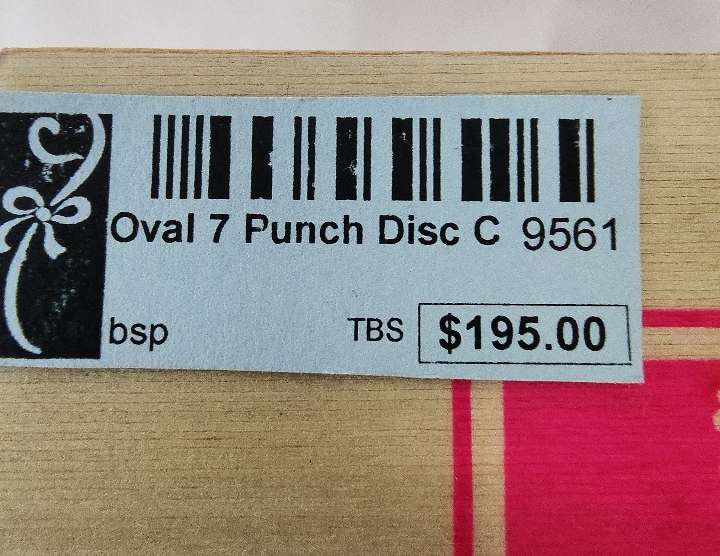 Oval 7 Punch Disc C 9561
bsp TBS $195.00